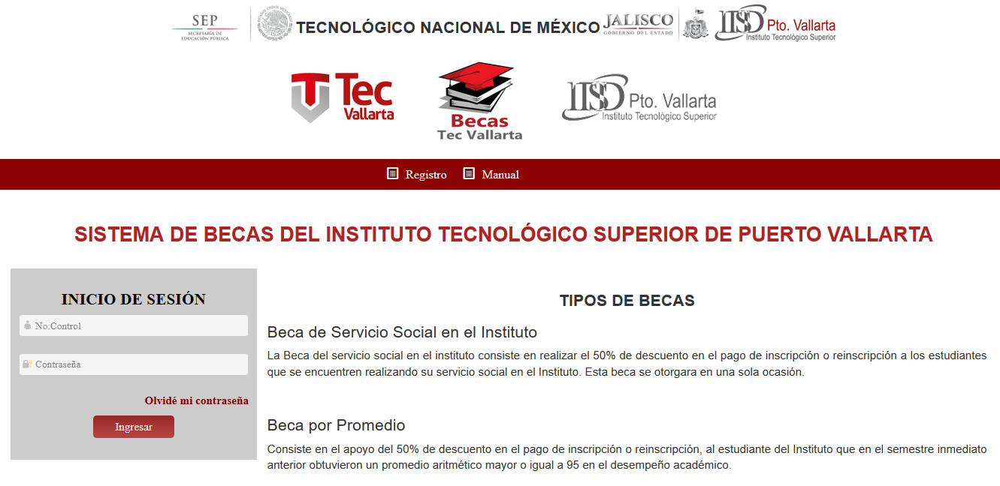 SEP
SECRETARÍA DE
EDUCACIÓN PÚBLICA
TECNOLÓGICO NACIONAL DE MÉXICO
JALISCO
GOBIERNO DEL ESTADO
Pto. Vallarta
Instituto Tecnológico Superior
Tec
Vallarta
Becas
Tec Vallarta
Pto. Vallarta
Instituto Tecnológico Superior
Registro Manual
SISTEMA DE BECAS DEL INSTITUTO TECNOLÓGICO SUPERIOR DE PUERTO VALLARTA
INICIO DE SESIÓN
No.Control
Contraseña
Olvidé mi contraseña
Ingresar
TIPOS DE BECAS
Beca de Servicio Social en el Instituto
La Beca del servicio social en el instituto consiste en realizar el 50% de descuento en el pago de inscripción o reinscripción a los estudiantes
que se encuentren realizando su servicio social en el Instituto. Esta beca se otorgara en una sola ocasión.
Beca por Promedio
Consiste en el apoyo del 50% de descuento en el pago de inscripción o reinscripción, al estudiante del Instituto que en el semestre inmediato
anterior obtuvieron un promedio aritmético mayor o igual a 95 en el desempeño académico.